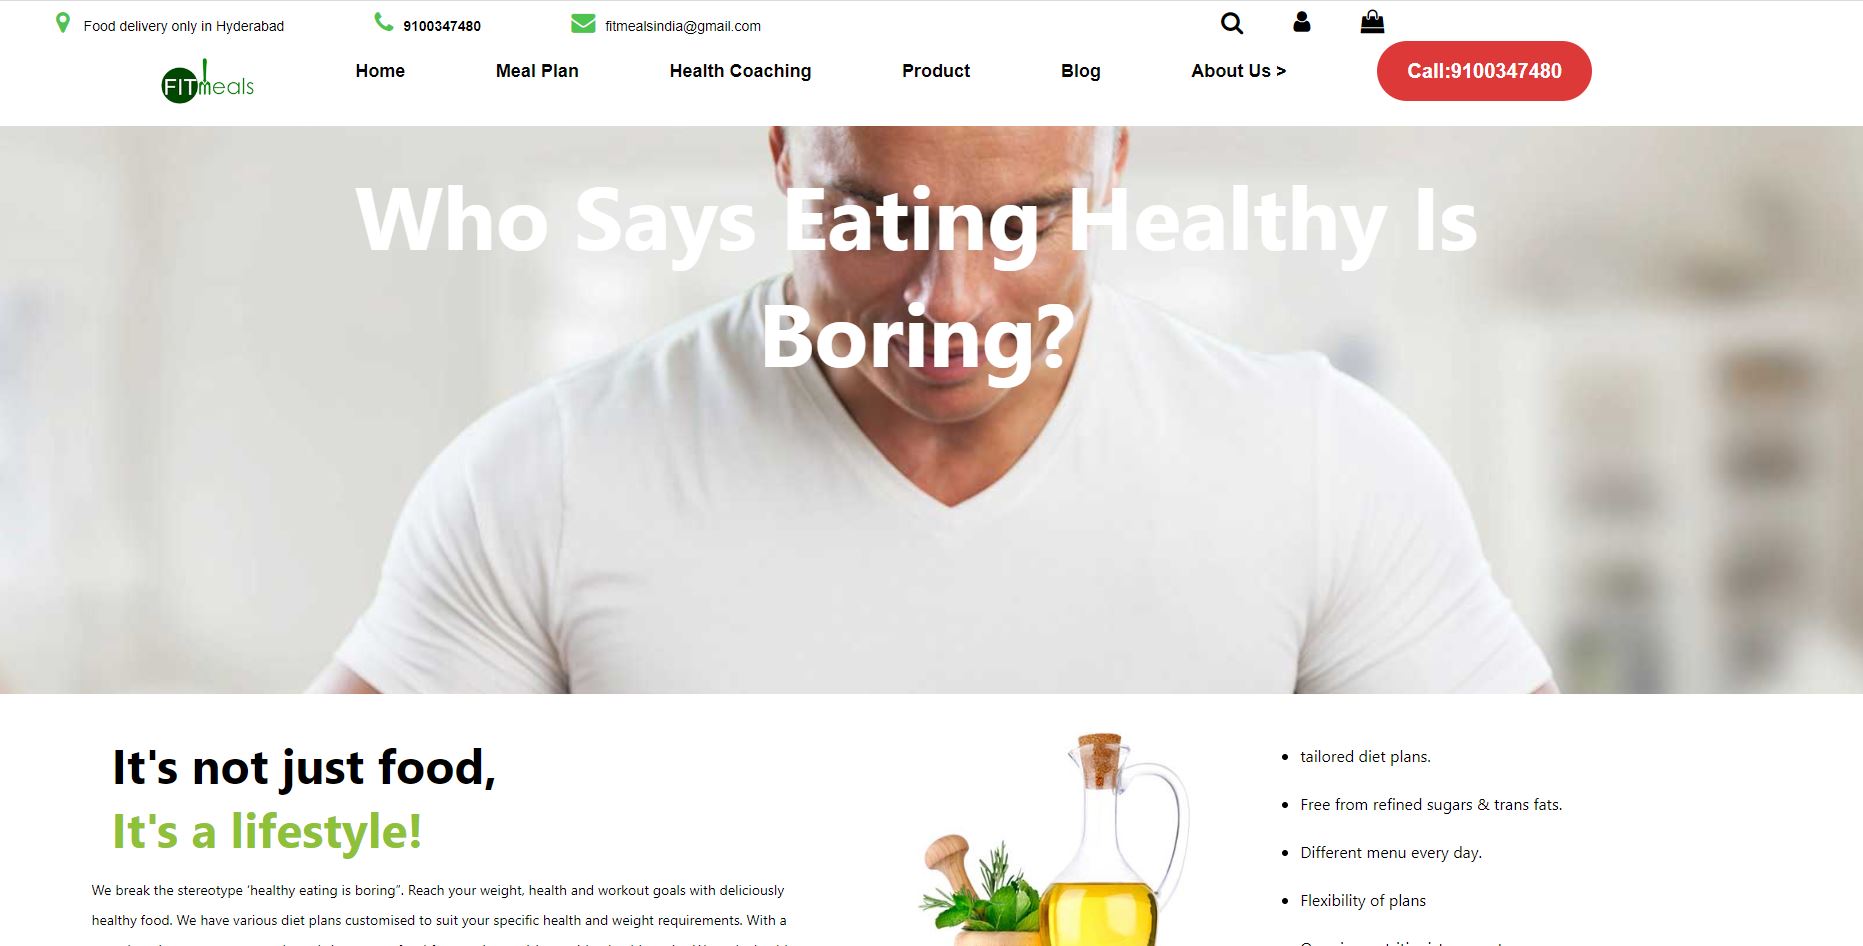 Food delivery only in Hyderabad
9100347480
fitmealsindia@gmail.com
FITmeals
Home
Meal Plan
Health Coaching
Product
Blog
About Us >
Call:9100347480
Who Says Eating Healthy Is
Boring?
It's not just food,
It's a lifestyle!
We break the stereotype ‘healthy eating is boring”. Reach your weight, health and workout goals with deliciously
healthy food. We have various diet plans customised to suit your specific health and weight requirements. With a
tailored diet plans.
Free from refined sugars & trans fats.
Different menu every day.
Flexibility of plans